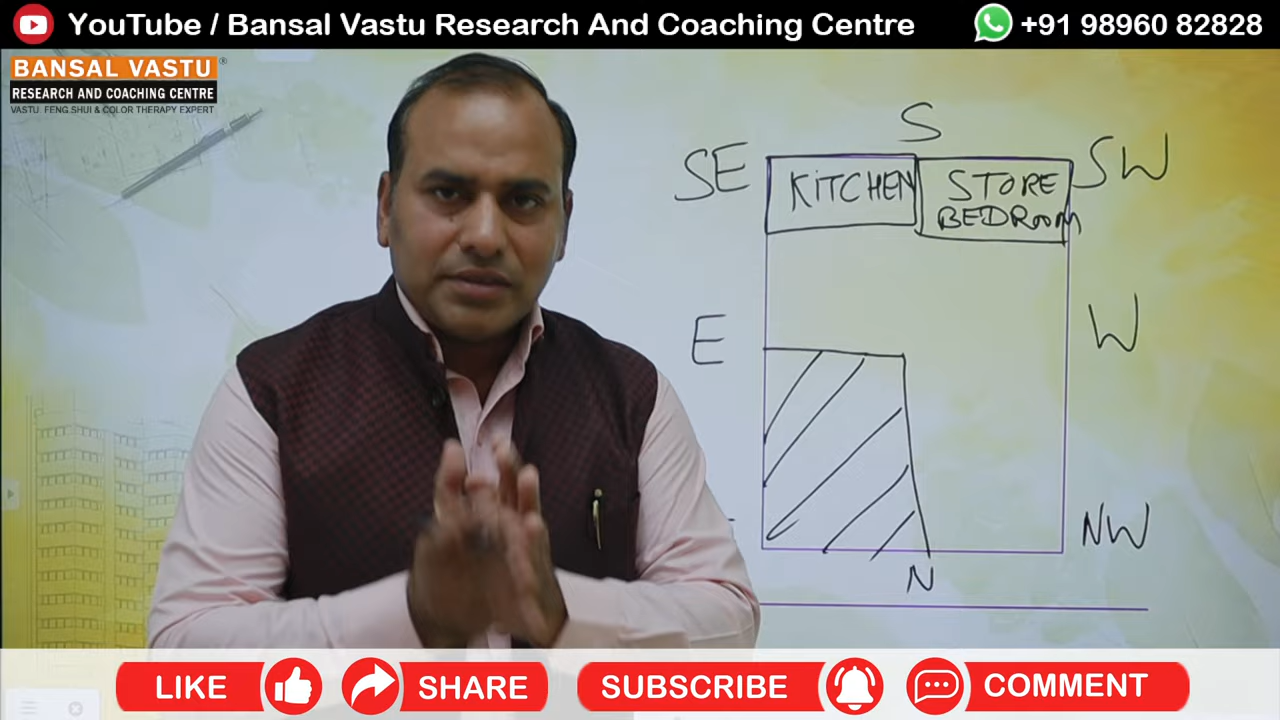 YouTube / Bansal Vastu Research And Coaching Centre
+91 98960 82828
BANSAL VASTU®
RESEARCH AND COACHING CENTRE
VASTU, FENG SHUI & COLOR THERAPY EXPERT
S
SE
KITCHEN
STORE
BEDROOM
SW
E
W
NW
N
LIKE
SHARE
SUBSCRIBE
COMMENT